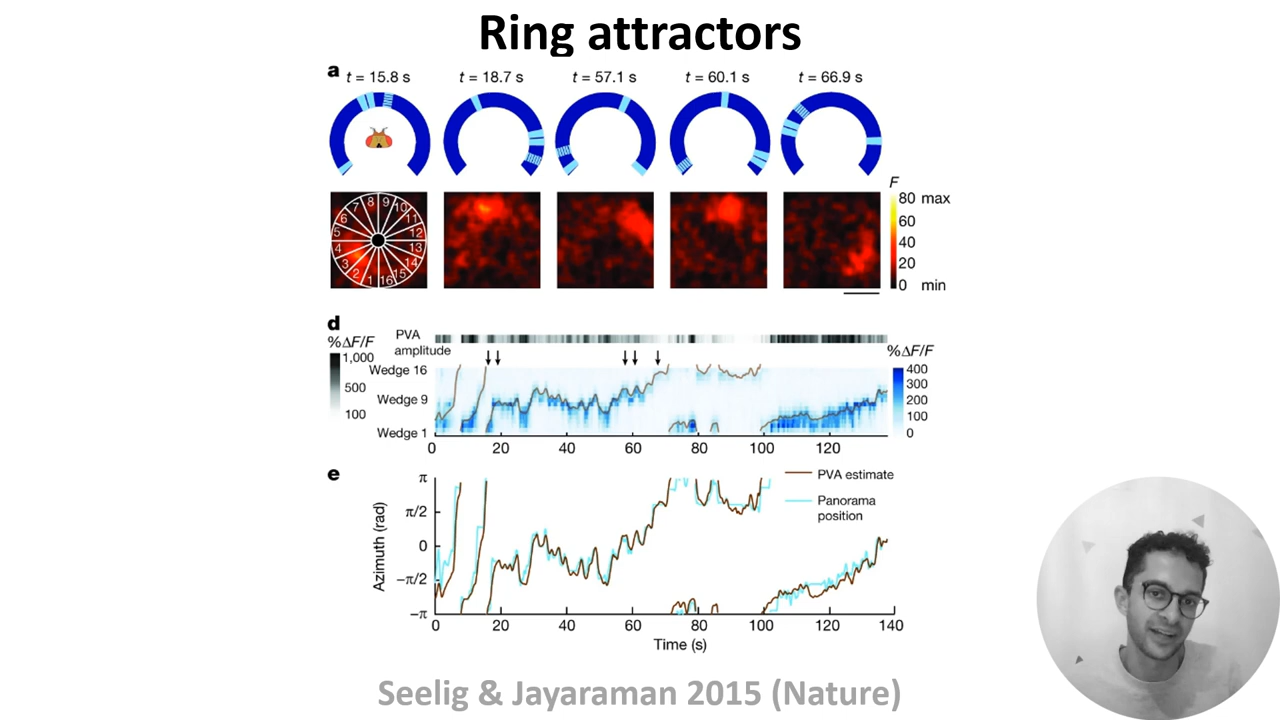 Ring attractors
a
t = 15.8 s
t = 18.7 s
t = 57.1 s
t = 60.1 s
t = 66.9 s
F
80 max
60
40
20
0 min
1 2 3 4 5 6 7 8 9 10 11 12 13 14 15 16
d
%ΔF/F
1,000
500
100
PVA
amplitude
Wedge 16
Wedge 9
Wedge 1
%ΔF/F
400
300
200
100
0
0 20 40 60 80 100 120
e
PVA estimate
Panorama
position
Azimuth (rad)
π
π/2
0
−π/2
−π
0 20 40 60 80 100 120 140
Time (s)
Seelig & Jayaraman 2015 (Nature)